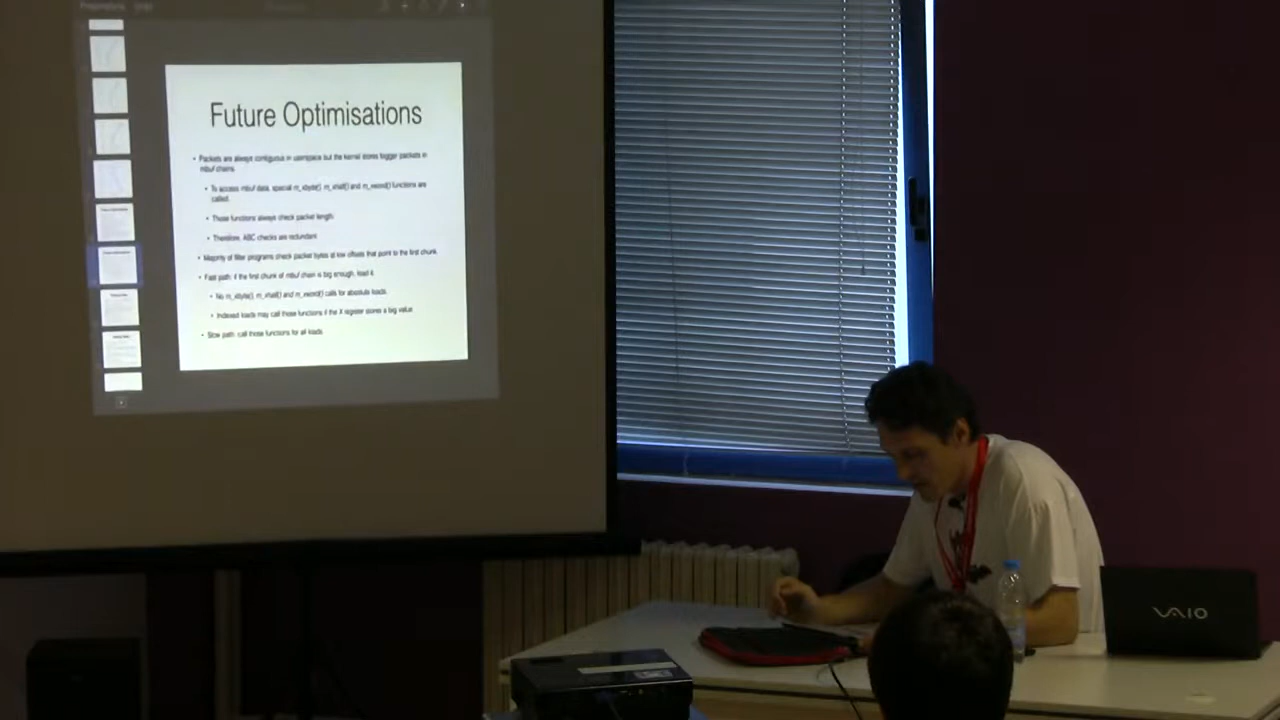 Future Optimisations
• Packets are always contiguous in userspace but the kernel stores bigger packets in
mbuf chains.
• To access mbuf data, special m_xbyte(), m_xhalf() and m_xword() functions are
called.
• Those functions always check packet length.
• Therefore, ABC checks are redundant.
• Majority of filter programs check packet bytes at low offsets that point to the first chunk.
• Fast path: if the first chunk of mbuf chain is big enough, load it.
• No m_xbyte(), m_xhalf() and m_xword() calls for absolute loads.
• Indexed loads may call those functions if the X register stores a big value
• Slow path: call those functions for all loads.
VAIO